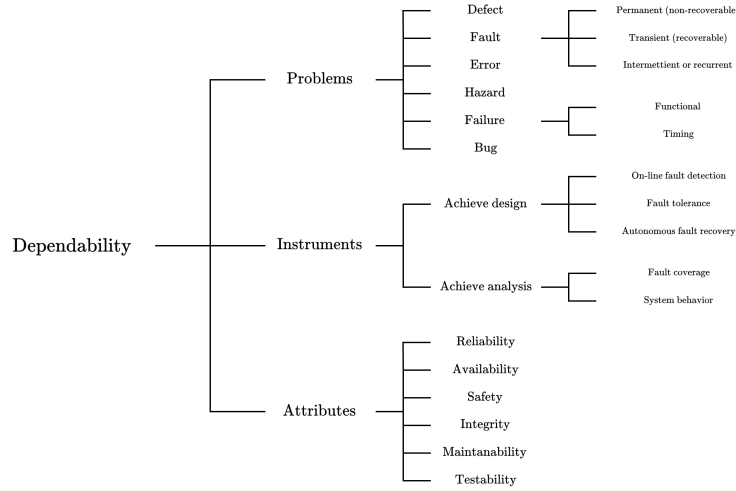 Dependability
Problems
Defect
Fault
Permanent (non-recoverable
Transient (recoverable)
Intermettient or recurrent
Error
Hazard
Failure
Functional
Timing
Bug
Instruments
Achieve design
On-line fault detection
Fault tolerance
Autonomous fault recovery
Achieve analysis
Fault coverage
System behavior
Attributes
Reliability
Availability
Safety
Integrity
Maintanability
Testability